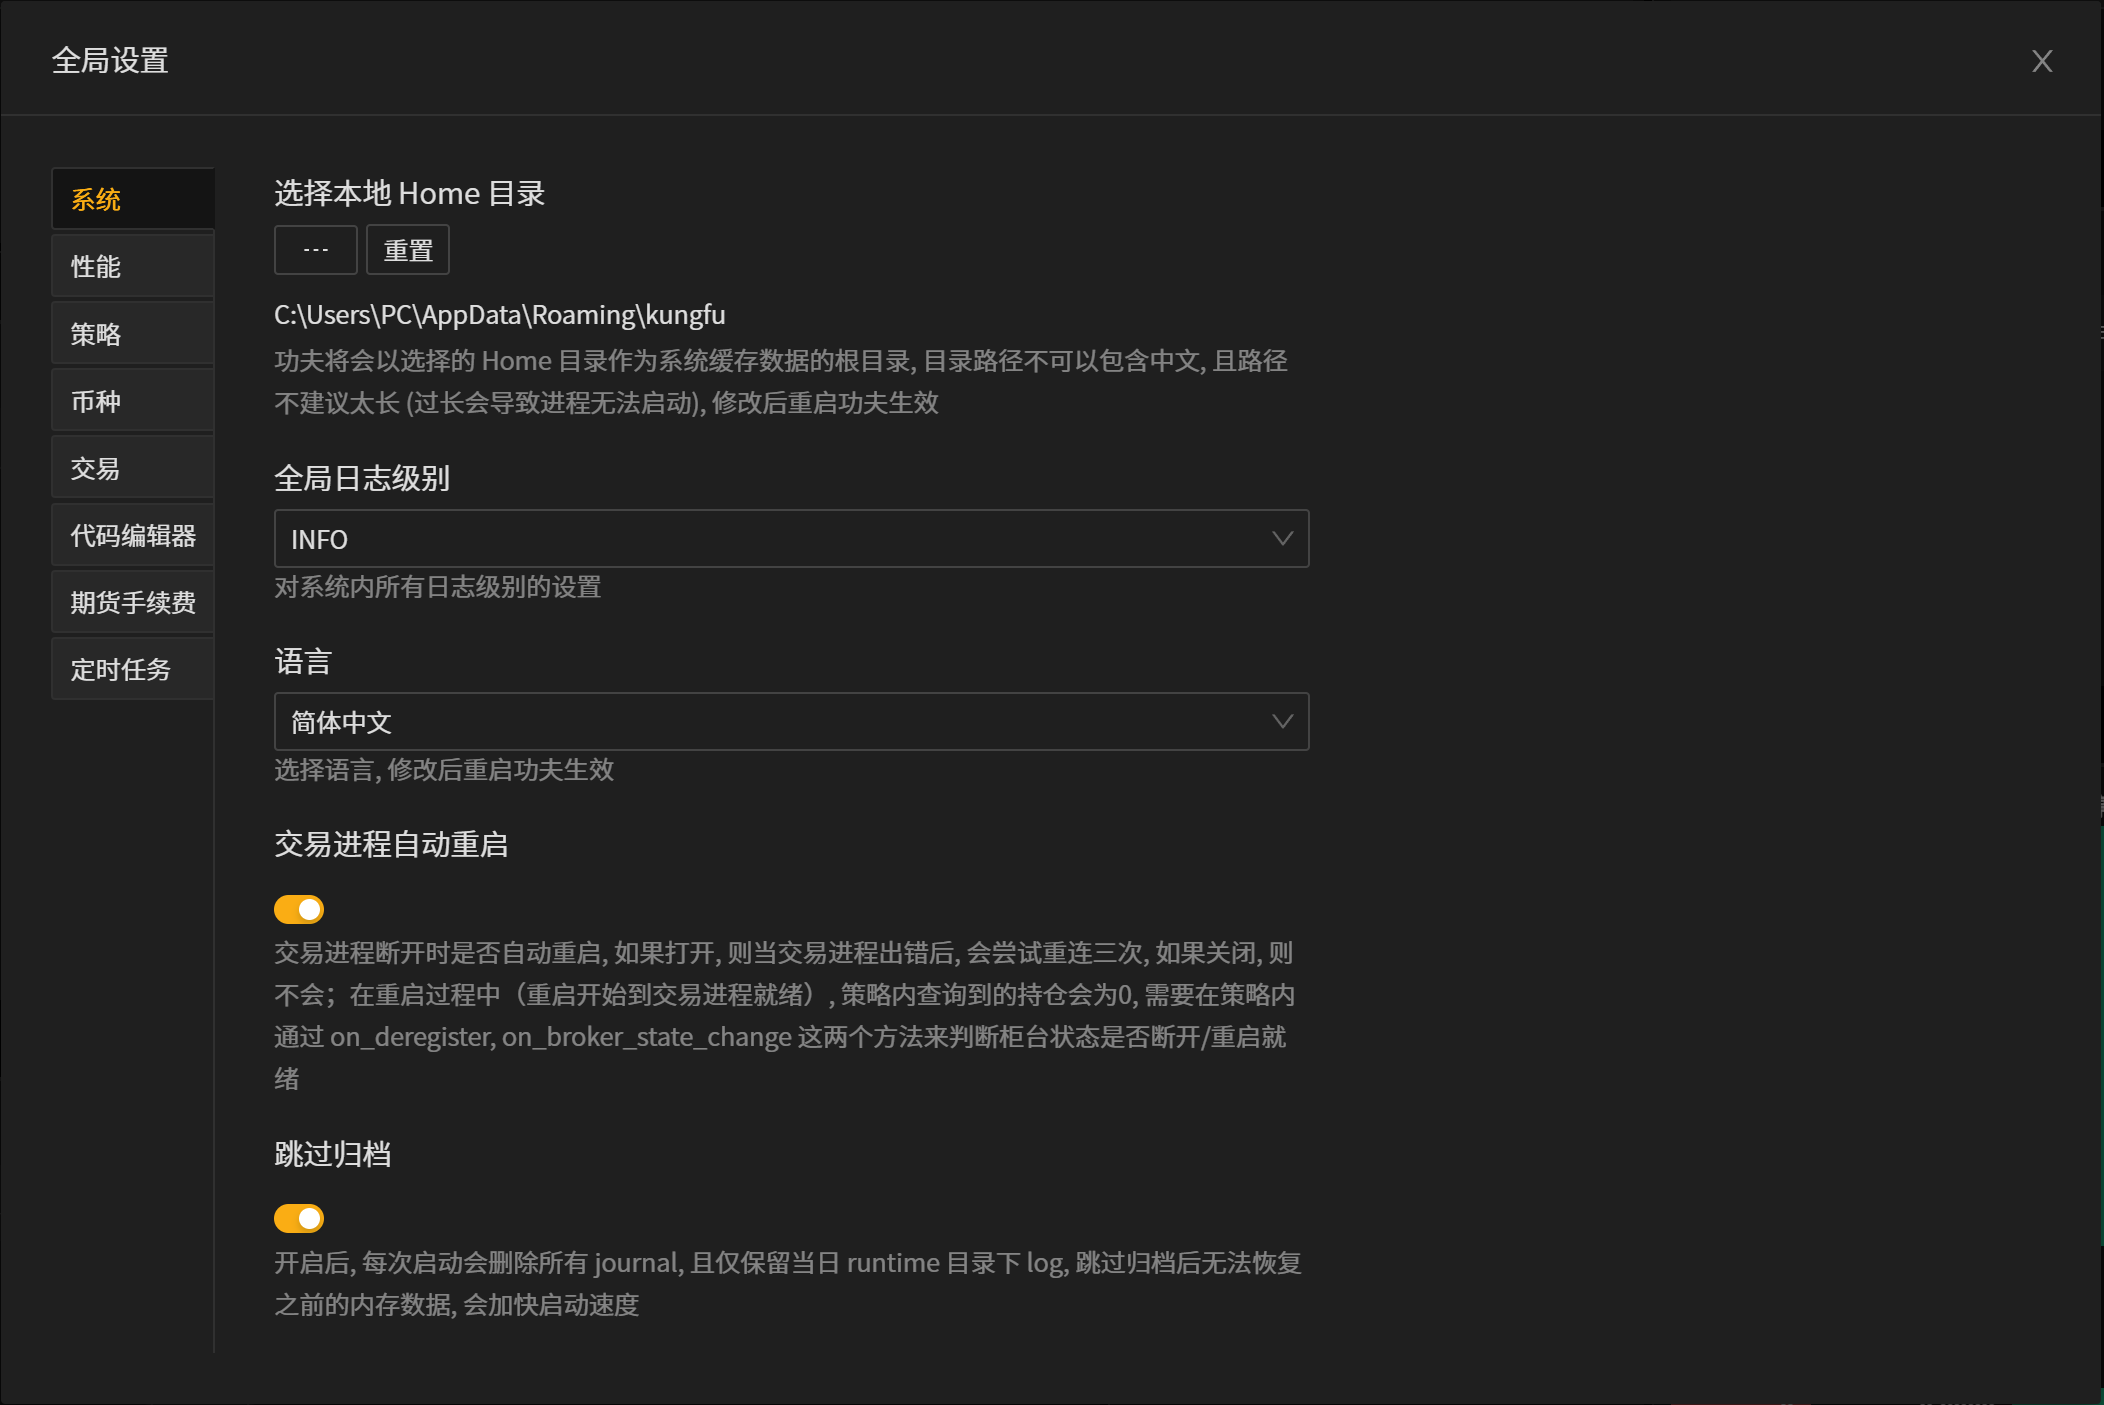 全局设置
系统
性能
策略
币种
交易
代码编辑器
期货手续费
定时任务
选择本地 Home 目录
---
重置
C:\Users\PC\AppData\Roaming\kungfu
功夫将会以选择的 Home 目录作为系统缓存数据的根目录, 目录路径不可以包含中文, 且路径
不建议太长 (过长会导致进程无法启动), 修改后重启功夫生效
全局日志级别
INFO
对系统内所有日志级别的设置
语言
简体中文
选择语言, 修改后重启功夫生效
交易进程自动重启
交易进程断开时是否自动重启, 如果打开, 则当交易进程出错后, 会尝试重连三次, 如果关闭, 则
不会；在重启过程中（重启开始到交易进程就绪）, 策略内查询到的持仓会为0, 需要在策略内
通过 on_deregister, on_broker_state_change 这两个方法来判断柜台状态是否断开/重启就
绪
跳过归档
开启后, 每次启动会删除所有 journal, 且仅保留当日 runtime 目录下 log, 跳过归档后无法恢复
之前的内存数据, 会加快启动速度